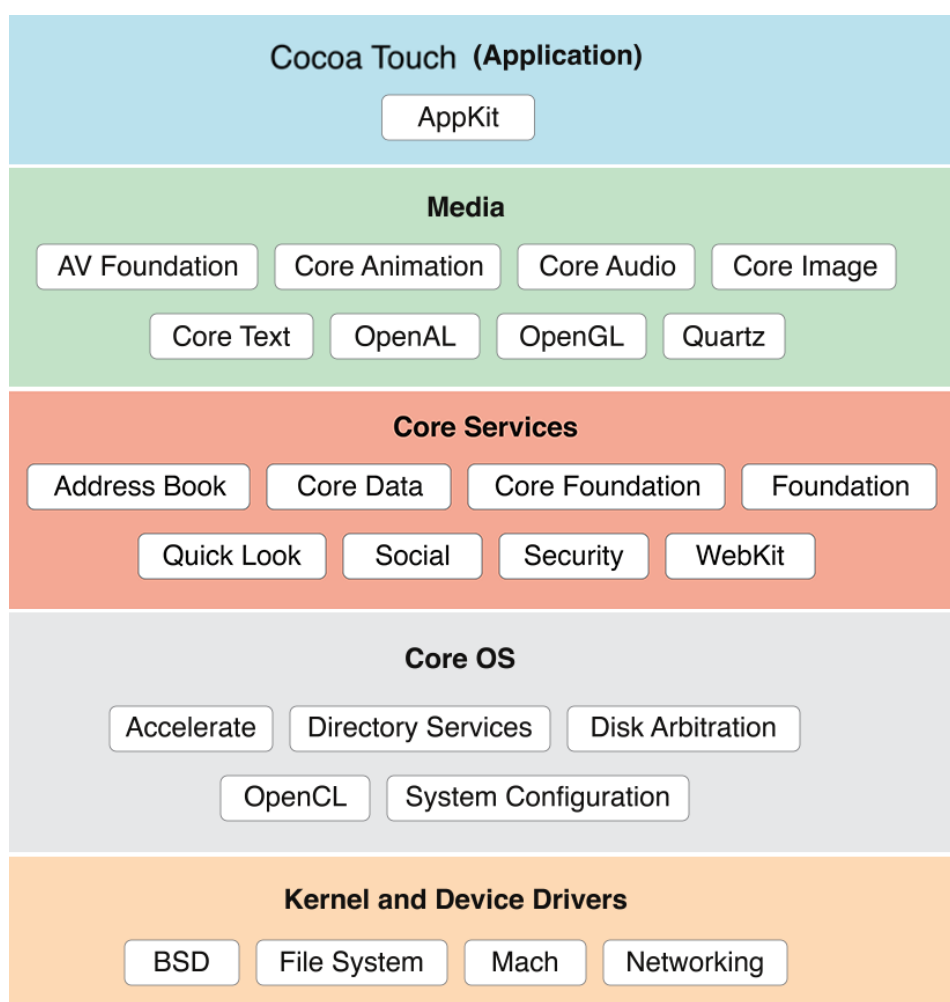 Cocoa Touch (Application)
AppKit
Media
AV Foundation Core Animation Core Audio Core Image
Core Text OpenAL OpenGL Quartz
Core Services
Address Book Core Data Core Foundation Foundation
Quick Look Social Security WebKit
Core OS
Accelerate Directory Services Disk Arbitration
OpenCL System Configuration
Kernel and Device Drivers
BSD File System Mach Networking